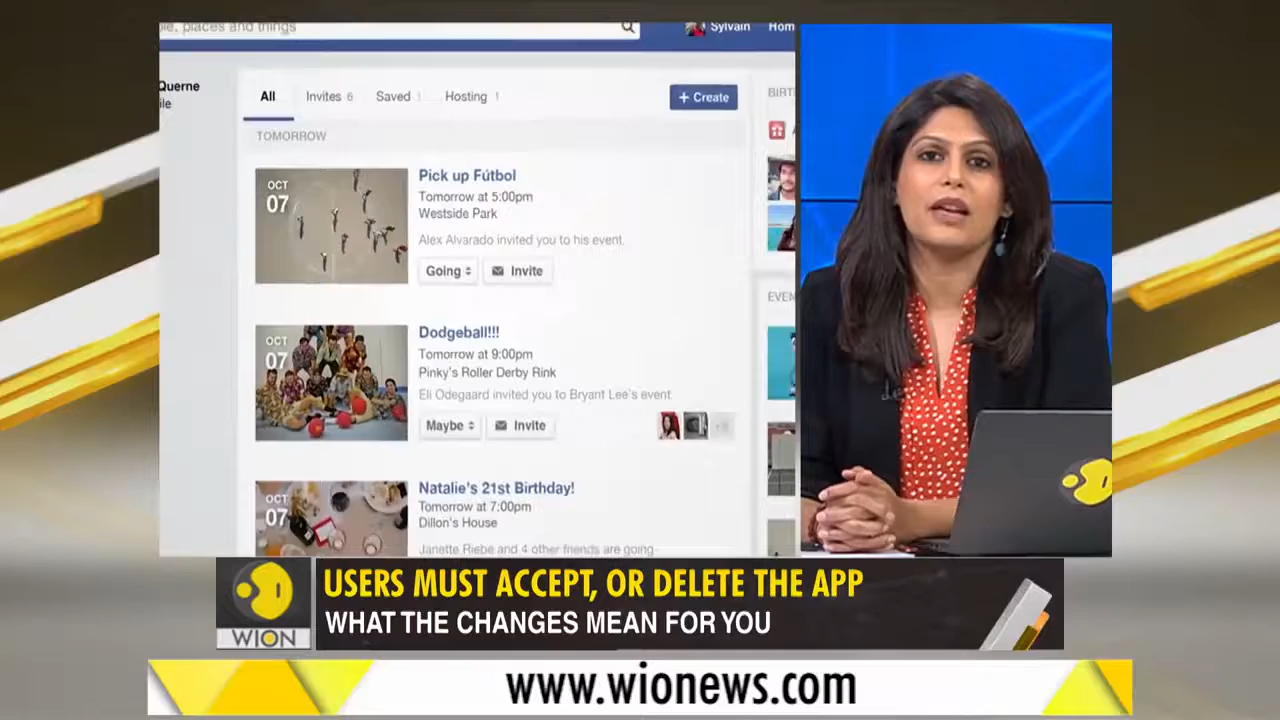 places and things
Sylvain
Hom
Querne
ile
All
Invites 6
Saved 1
Hosting 1
+ Create
BIRT
TOMORROW
OCT
07
Pick up Fútbol
Tomorrow at 5:00pm
Westside Park
Alex Alvarado invited you to his event.
Going
Invite
EVEN
OCT
07
Dodgeball!!!
Tomorrow at 9:00pm
Pinky's Roller Derby Rink
Eli Odegaard invited you to Bryant Lee's event
Maybe
Invite
OCT
07
Natalie's 21st Birthday!
Tomorrow at 7:00pm
Dillon's House
Janette Riebe and 4 other friends are going
USERS MUST ACCEPT, OR DELETE THE APP
WION
WHAT THE CHANGES MEAN FOR YOU
www.wionews.com